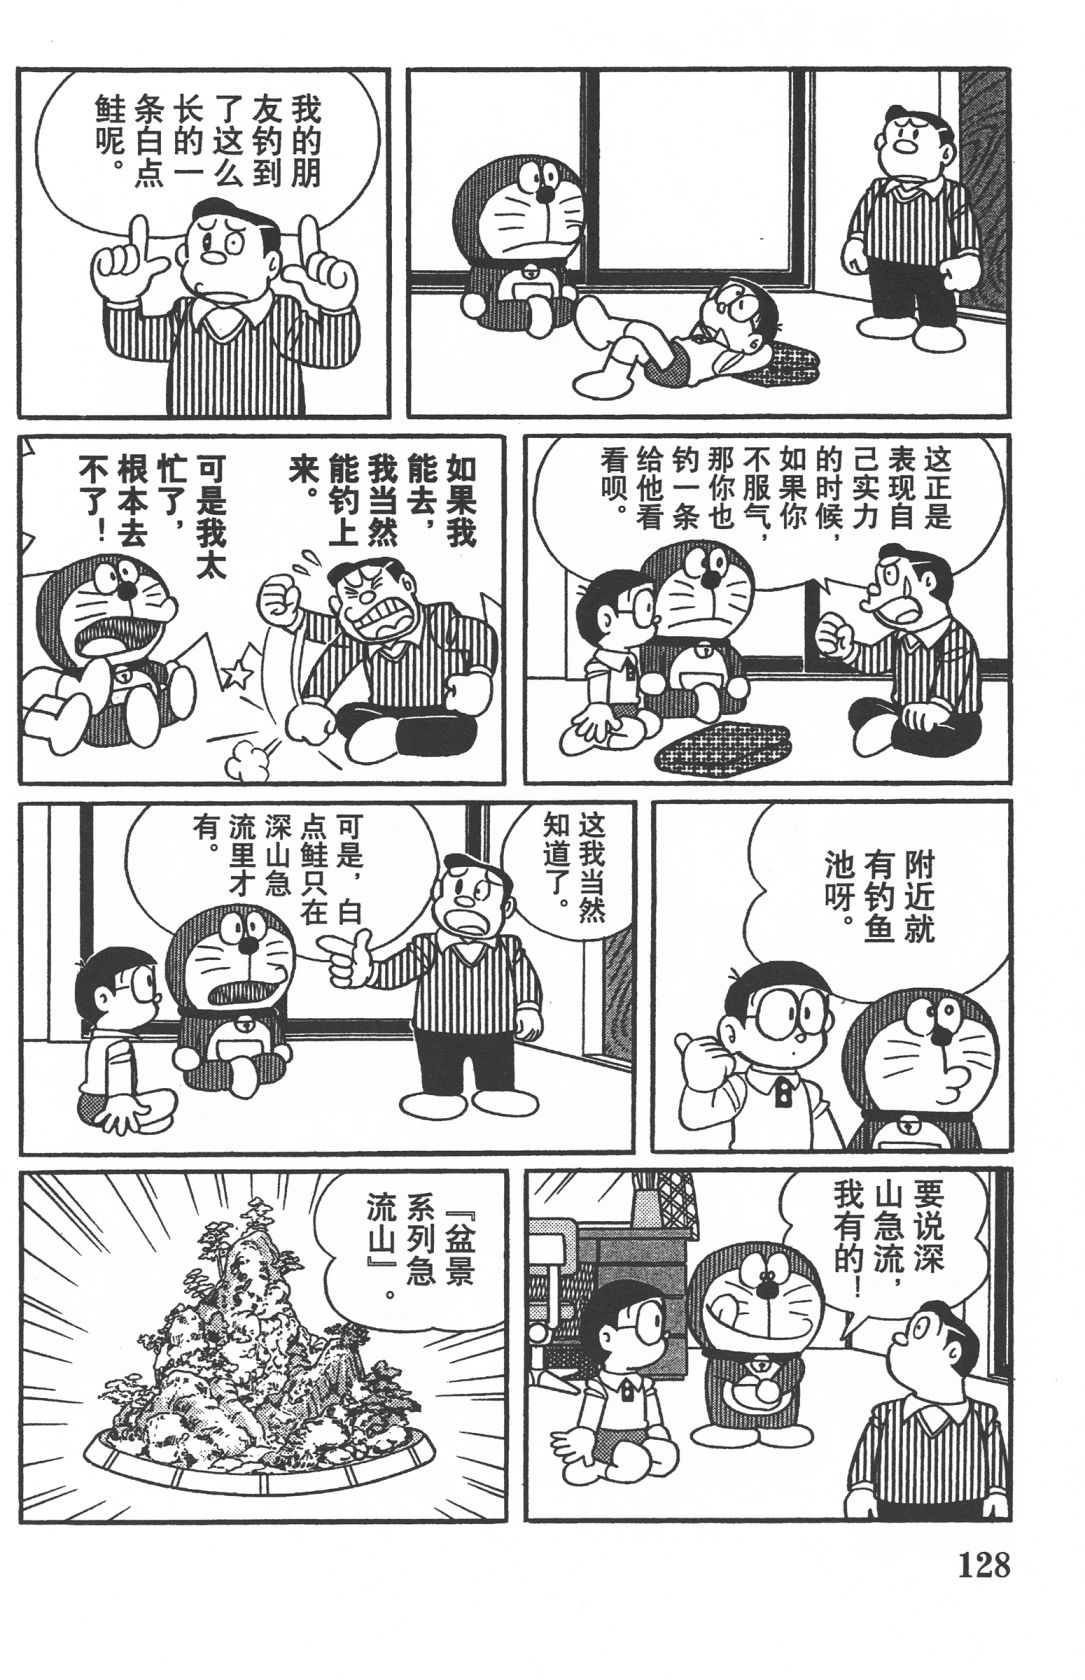 我的朋
友钓到
了这么
长的一
条白点
鲑呢。
这正是
表现自
己实力
的时候，
如果你
不服气，
那你也
钓一条
给他看
看呗。
如果我
能去，
我当然
能钓上
来。
可是我太
忙了，
根本去
不了！
附近就
有钓鱼
池呀。
这我当然
知道了。
可是，白
点鲑只在
深山急
流里才
有。
要说深
山急流，
我有的！
『盆景
系列急
流山』。
128